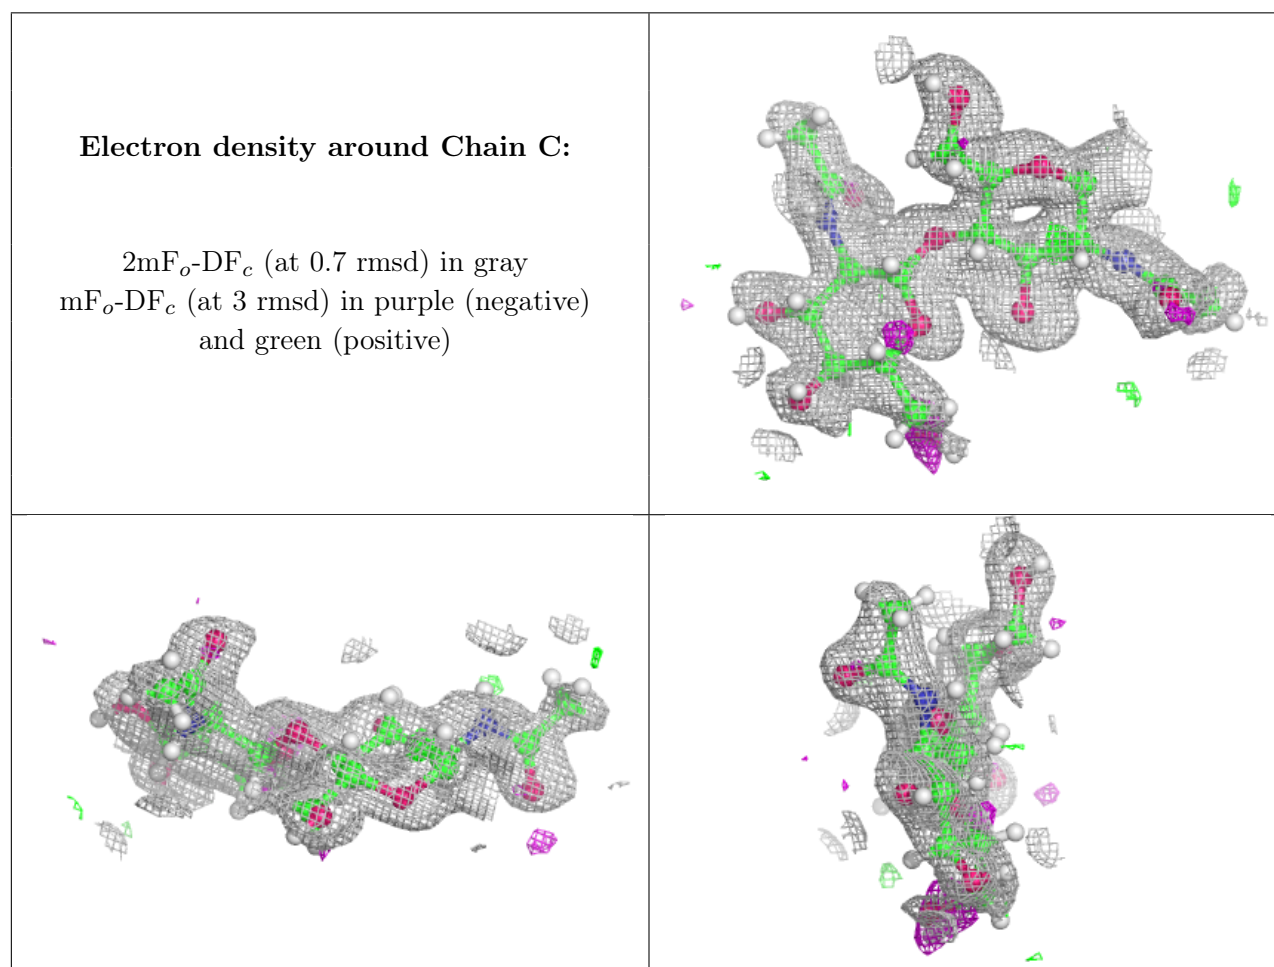 Electron density around Chain C:
2mFₒ-DF𝑐 (at 0.7 rmsd) in gray
mFₒ-DF𝑐 (at 3 rmsd) in purple (negative)
and green (positive)